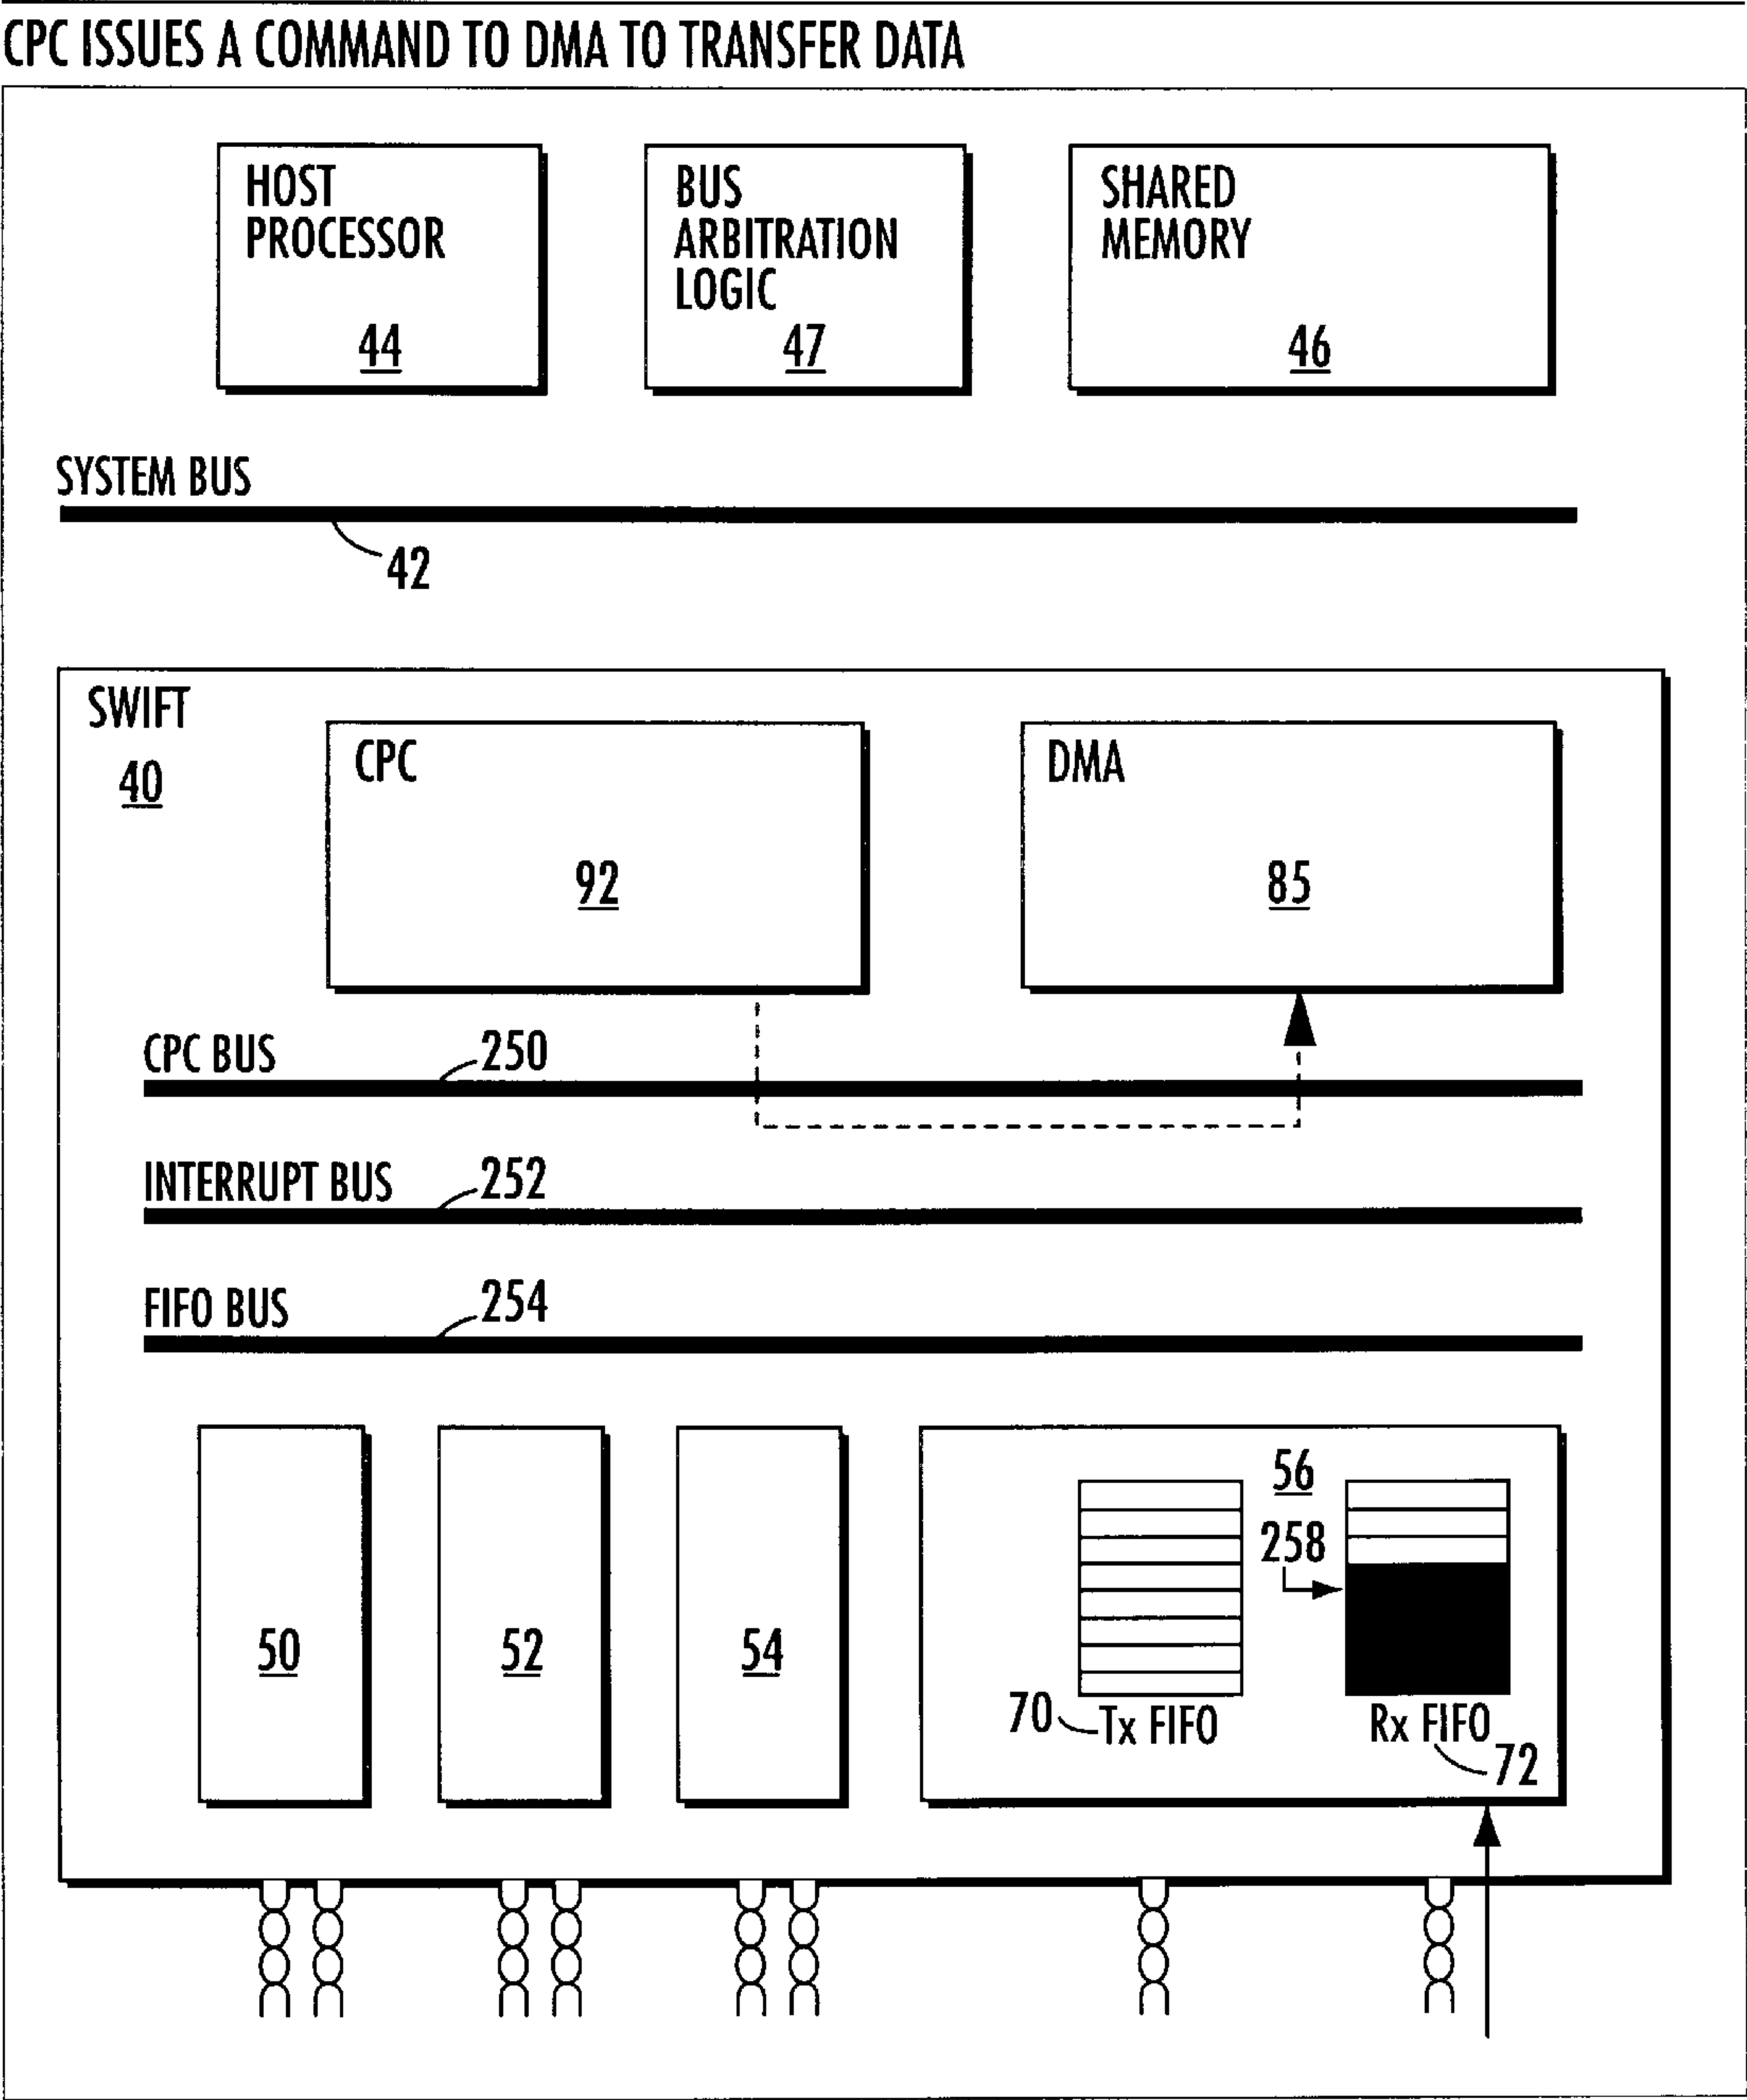 CPC ISSUES A COMMAND TO DMA TO TRANSFER DATA
HOST
PROCESSOR
44
BUS
ARBITRATION
LOGIC
47
SHARED
MEMORY
46
SYSTEM BUS
42
SWIFT
40
CPC
92
DMA
85
CPC BUS
250
INTERRUPT BUS
252
FIFO BUS
254
50
52
54
56
258
70
Tx FIFO
Rx FIFO
72